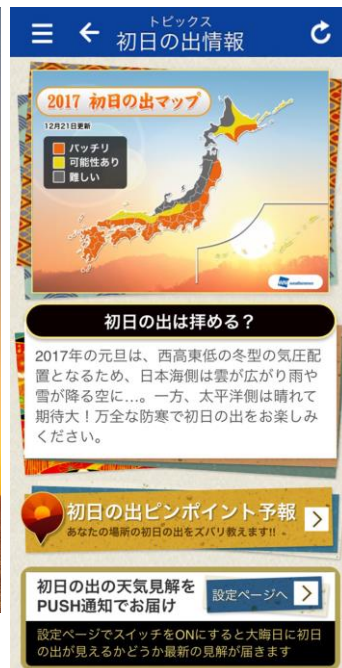 トピックス
初日の出情報
2017 初日の出マップ
12月21日更新
バッチリ
可能性あり
難しい
weathernews
初日の出は拝める？
2017年の元旦は、西高東低の冬型の気圧配
置となるため、日本海側は雲が広がり雨や
雪が降る空に…。一方、太平洋側は晴れて
期待大！万全な防寒で初日の出をお楽しみ
ください。
初日の出ピンポイント予報
あなたの場所の初日の出をズバリ教えます!!
初日の出の天気見解を
PUSH通知でお届け
設定ページへ
設定ページでスイッチをONにすると大晦日に初日
の出が見えるかどうか最新の見解が届きます